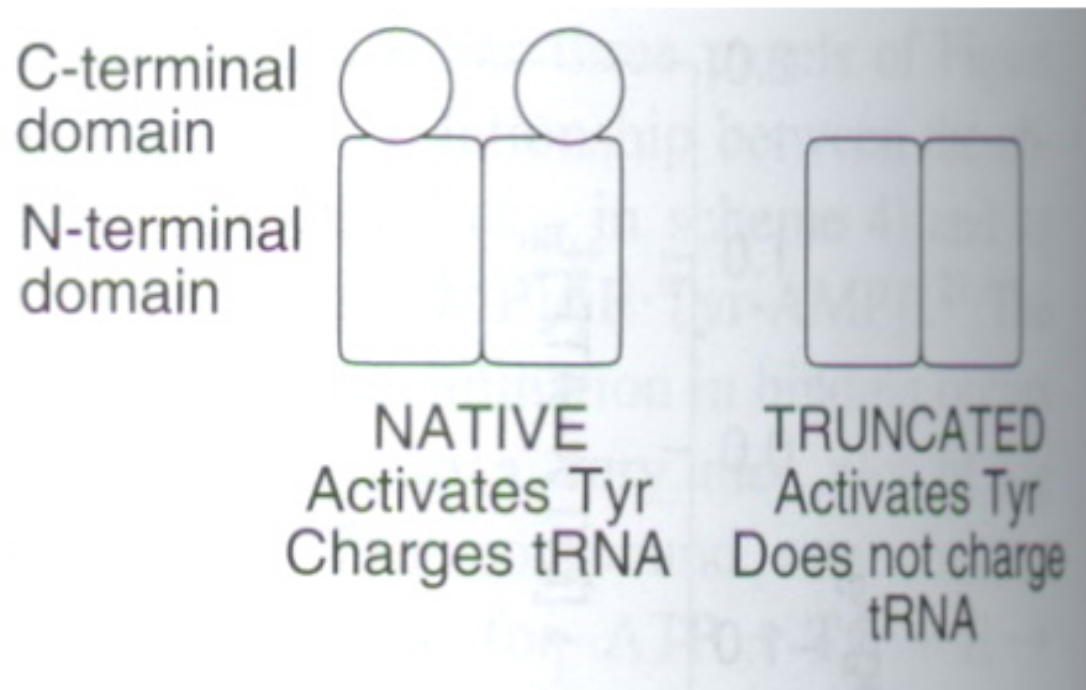 C-terminal
domain
N-terminal
domain
NATIVE
Activates Tyr
Charges tRNA
TRUNCATED
Activates Tyr
Does not charge
tRNA